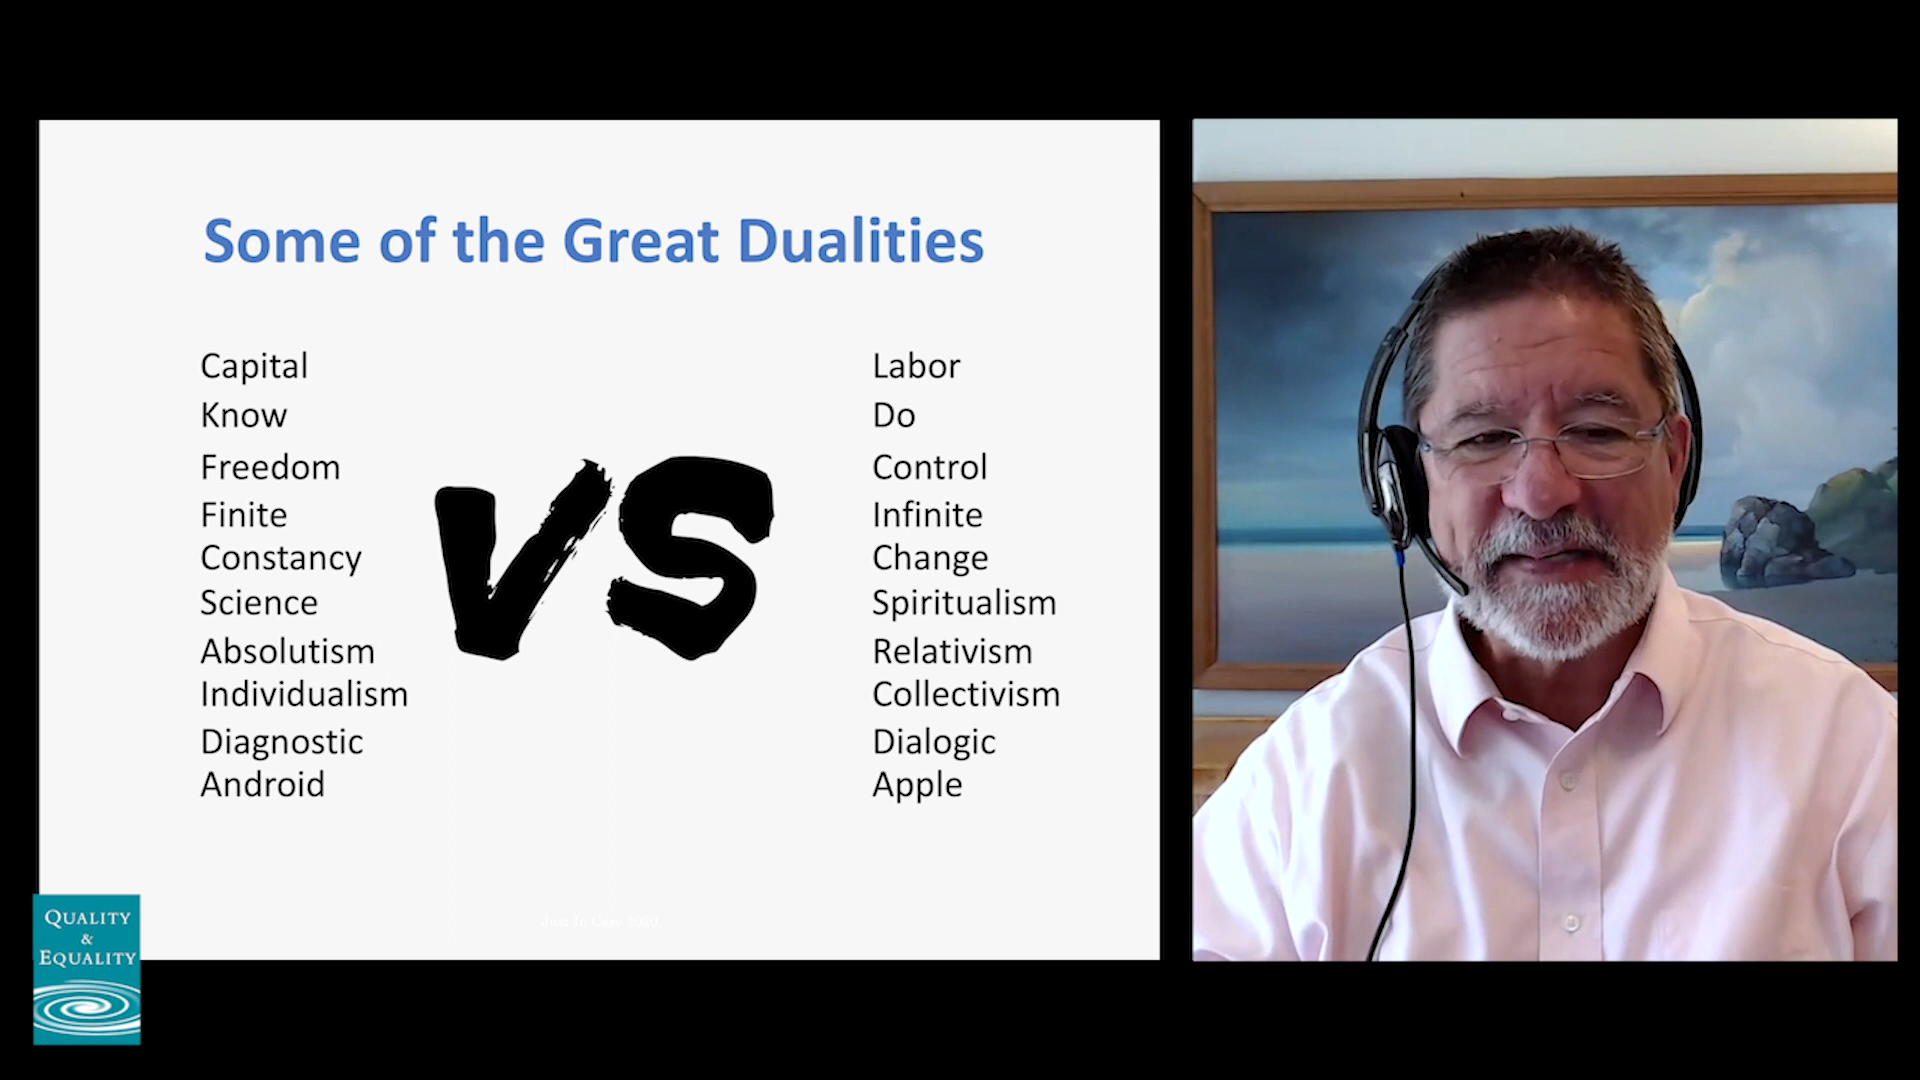 Some of the Great Dualities
Capital
Know
Freedom
Finite
Constancy
Science
Absolutism
Individualism
Diagnostic
Android
VS
Labor
Do
Control
Infinite
Change
Spiritualism
Relativism
Collectivism
Dialogic
Apple
2020
QUALITY
&
EQUALITY